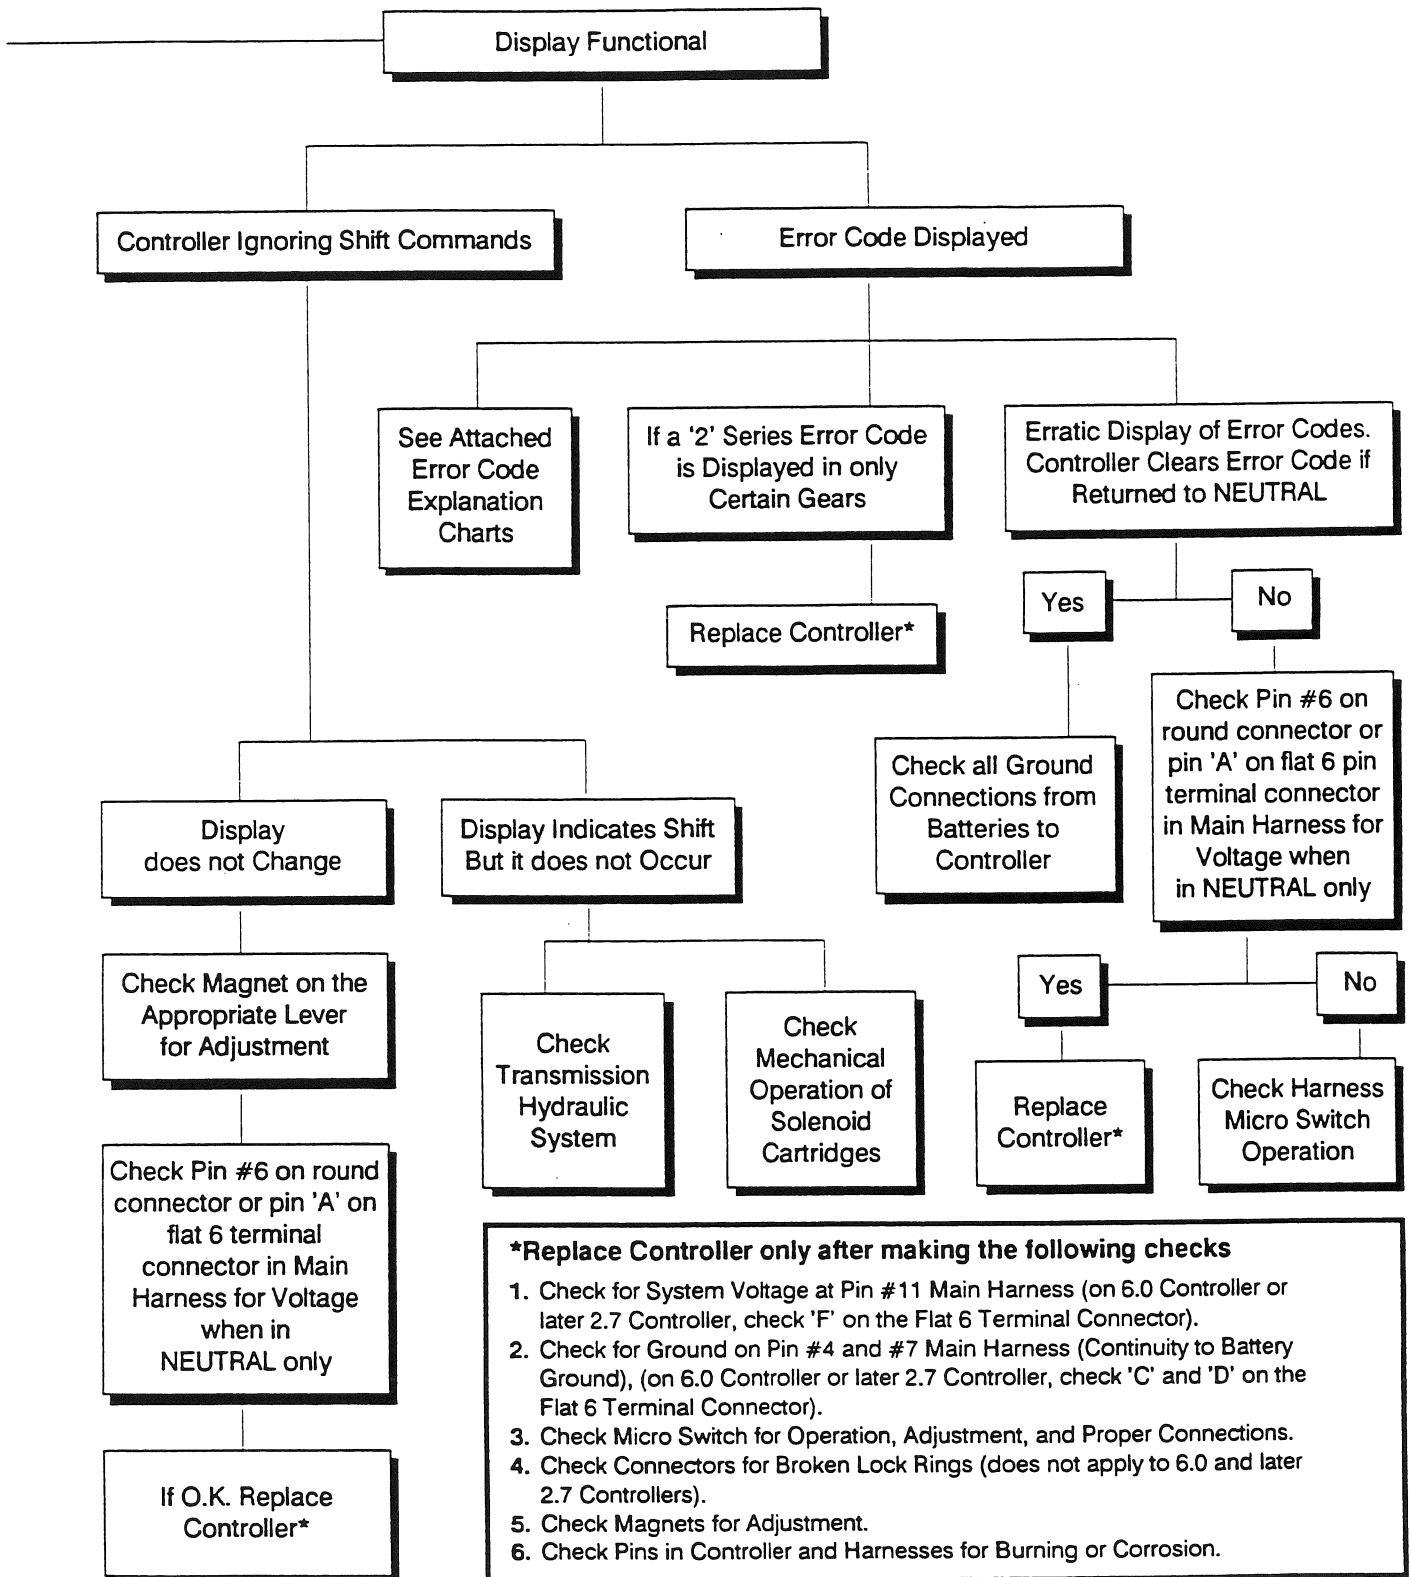 Display Functional
Controller Ignoring Shift Commands
Error Code Displayed
See Attached
Error Code
Explanation
Charts
If a '2' Series Error Code
is Displayed in only
Certain Gears
Erratic Display of Error Codes.
Controller Clears Error Code if
Returned to NEUTRAL
Replace Controller*
Yes
No
Check all Ground
Connections from
Batteries to
Controller
Check Pin #6 on
round connector or
pin 'A' on flat 6 pin
terminal connector
in Main Harness for
Voltage when
in NEUTRAL only
Display
does not Change
Display Indicates Shift
But it does not Occur
Check Magnet on the
Appropriate Lever
for Adjustment
Check
Transmission
Hydraulic
System
Check
Mechanical
Operation of
Solenoid
Cartridges
Yes
No
Replace
Controller*
Check Harness
Micro Switch
Operation
Check Pin #6 on round
connector or pin 'A' on
flat 6 terminal
connector in Main
Harness for Voltage
when in
NEUTRAL only
If O.K. Replace
Controller*
*Replace Controller only after making the following checks
1. Check for System Voltage at Pin #11 Main Harness (on 6.0 Controller or
later 2.7 Controller, check 'F' on the Flat 6 Terminal Connector).
2. Check for Ground on Pin #4 and #7 Main Harness (Continuity to Battery
Ground), (on 6.0 Controller or later 2.7 Controller, check 'C' and 'D' on the
Flat 6 Terminal Connector).
3. Check Micro Switch for Operation, Adjustment, and Proper Connections.
4. Check Connectors for Broken Lock Rings (does not apply to 6.0 and later
2.7 Controllers).
5. Check Magnets for Adjustment.
6. Check Pins in Controller and Harnesses for Burning or Corrosion.